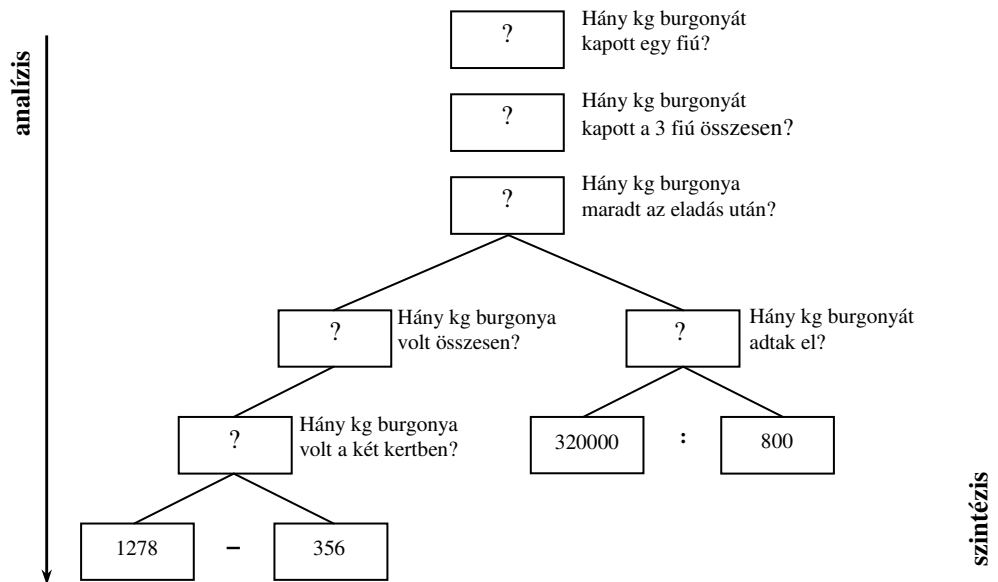 analízis
?
Hány kg burgonyát
kapott egy fiú?
?
Hány kg burgonyát
kapott a 3 fiú összesen?
?
Hány kg burgonya
maradt az eladás után?
?
Hány kg burgonya
volt összesen?
?
Hány kg burgonyát
adtak el?
?
Hány kg burgonya
volt a két kertben?
320000 : 800
1278 – 356
szintézis